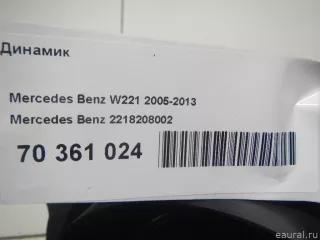 Динамик
Mercedes Benz W221 2005-2013
Mercedes Benz 2218208002
70 361 024
© eaural.ru